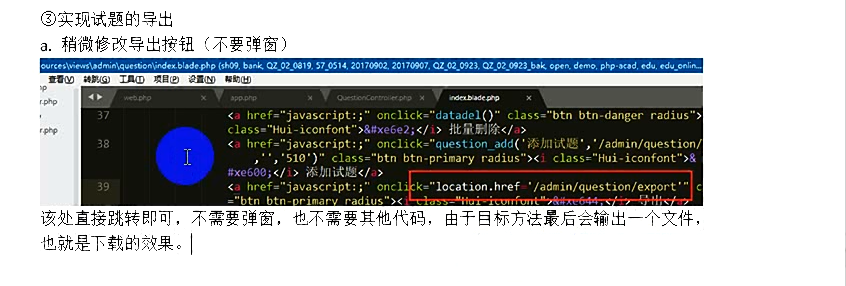 ③实现试题的导出
a. 稍微修改导出按钮（不要弹窗）
ources\views\admin\question\index.blade.php (sh09, bank, QZ_02_0819, 57_0514, 20170902, 20170907, QZ_02_0923, QZ_02_0923_bak, open, demo, php-acad, edu, edu_onlin...
查看(V) 转跳(G) 工具(T) 项目(P) 设置(N) 帮助(H)
web.php app.php QuestionController.php index.blade.php
r.php
37 <a href="javascript:;" onclick="datadel()" class="btn btn-danger radius">
r.php class="Hui-iconfont">&#xe6e2;</i> 批量删除</a>
38 <a href="javascript:;" onclick="question_add('添加试题','/admin/question/
,'','510')" class="btn btn-primary radius"><i class="Hui-iconfont">&
#xe600;</i> 添加试题</a>
39 <a href="javascript:;" onclick="location.href='/admin/question/export'" c
="btn btn-primary radius"><i class="Hui-iconfont">&#xe644;</i> 导出</a>
该处直接跳转即可，不需要弹窗，也不需要其他代码，由于目标方法最后会输出一个文件，
也就是下载的效果。